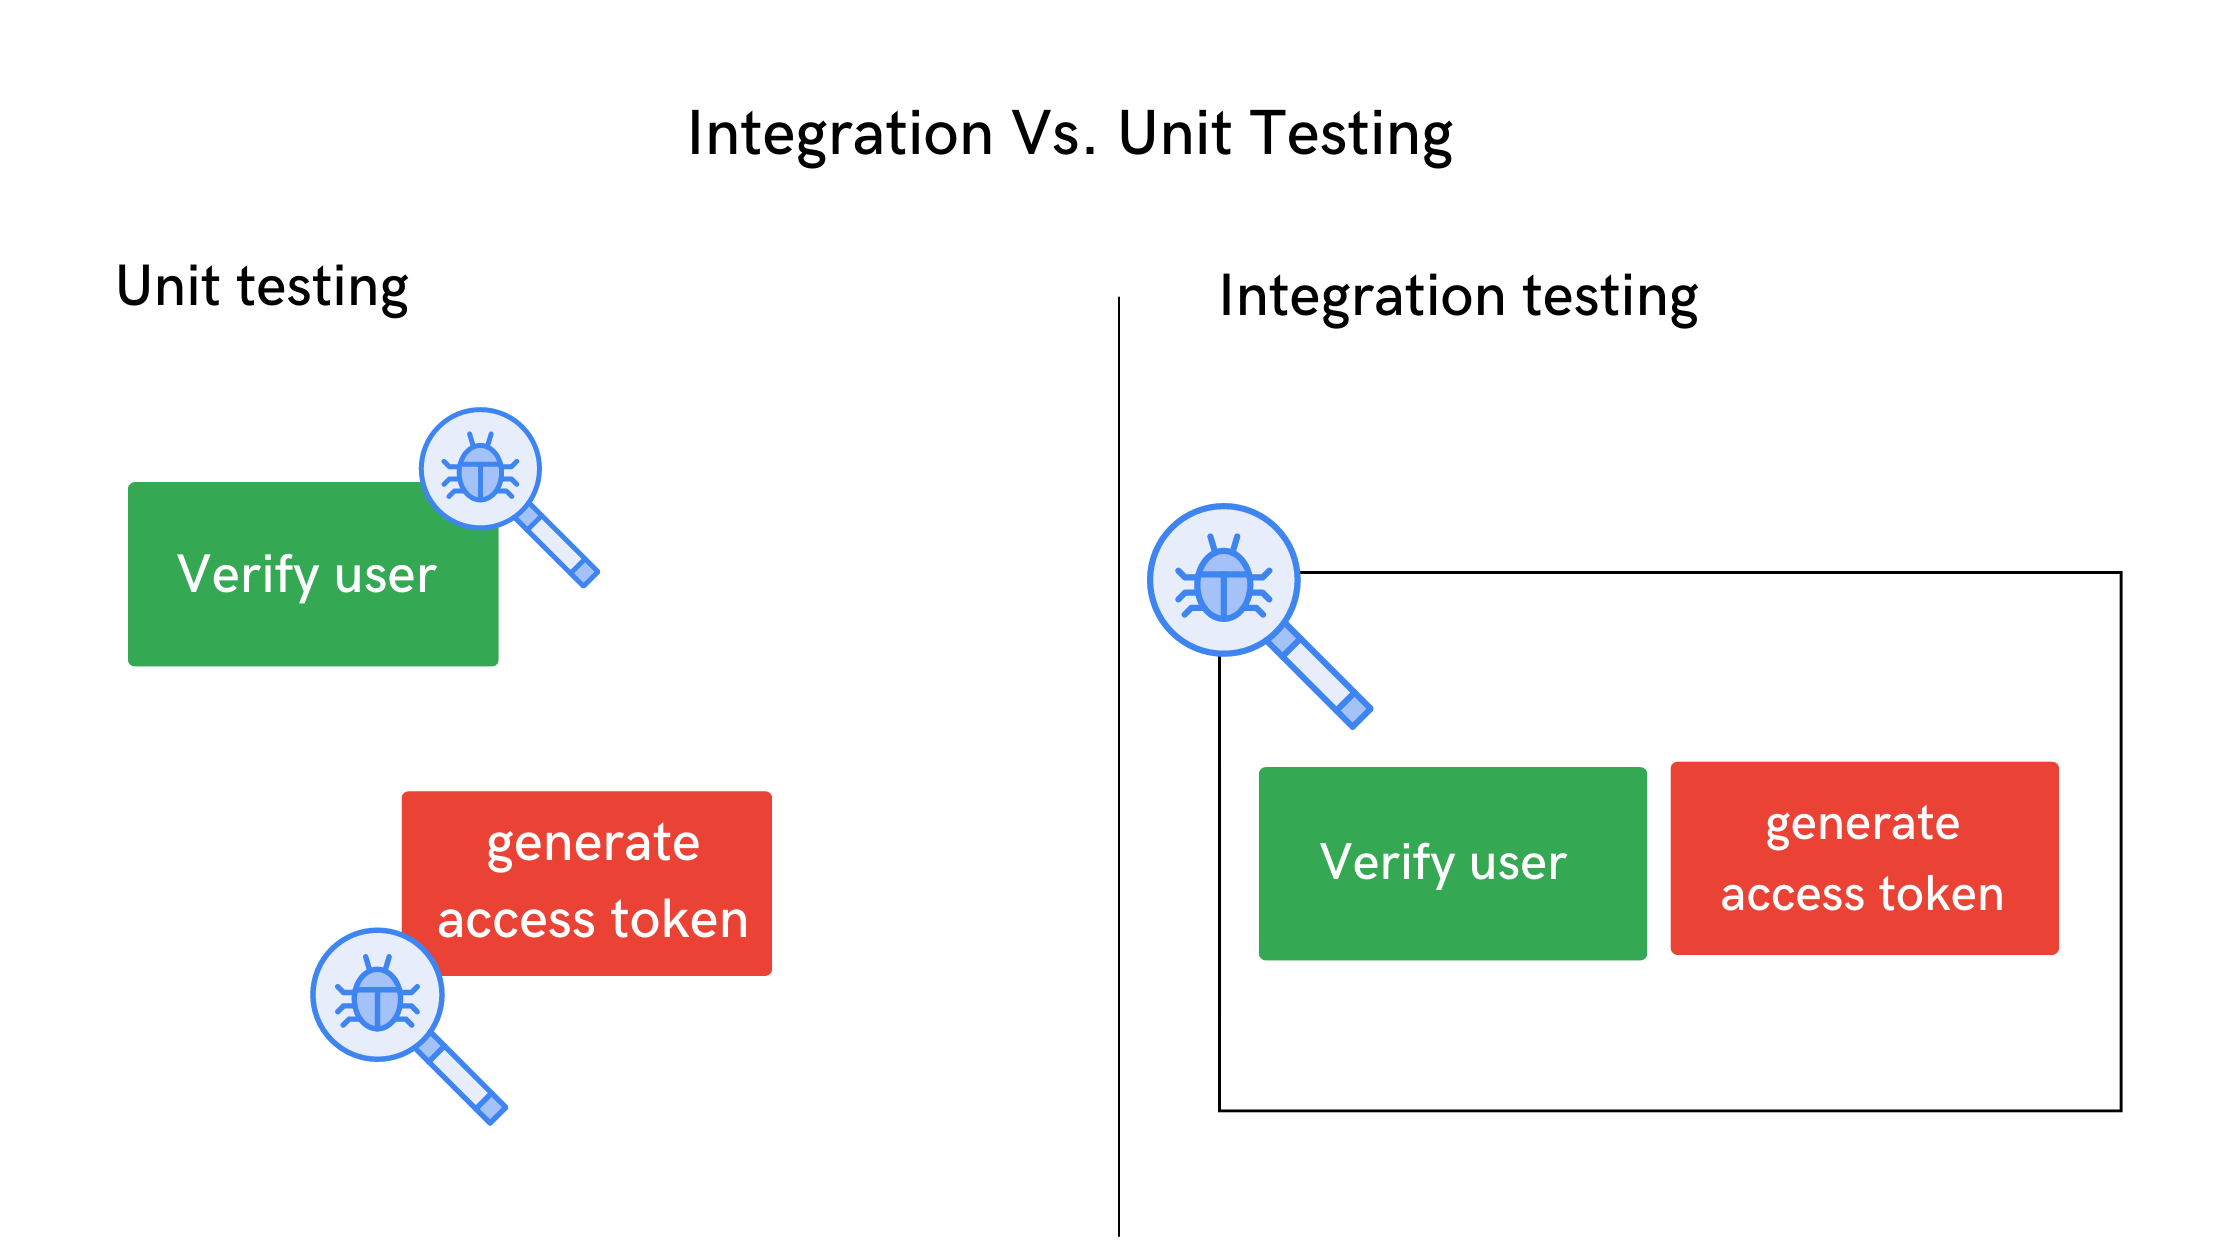 Integration Vs. Unit Testing
Unit testing
Verify user
generate
access token
Integration testing
Verify user
generate
access token